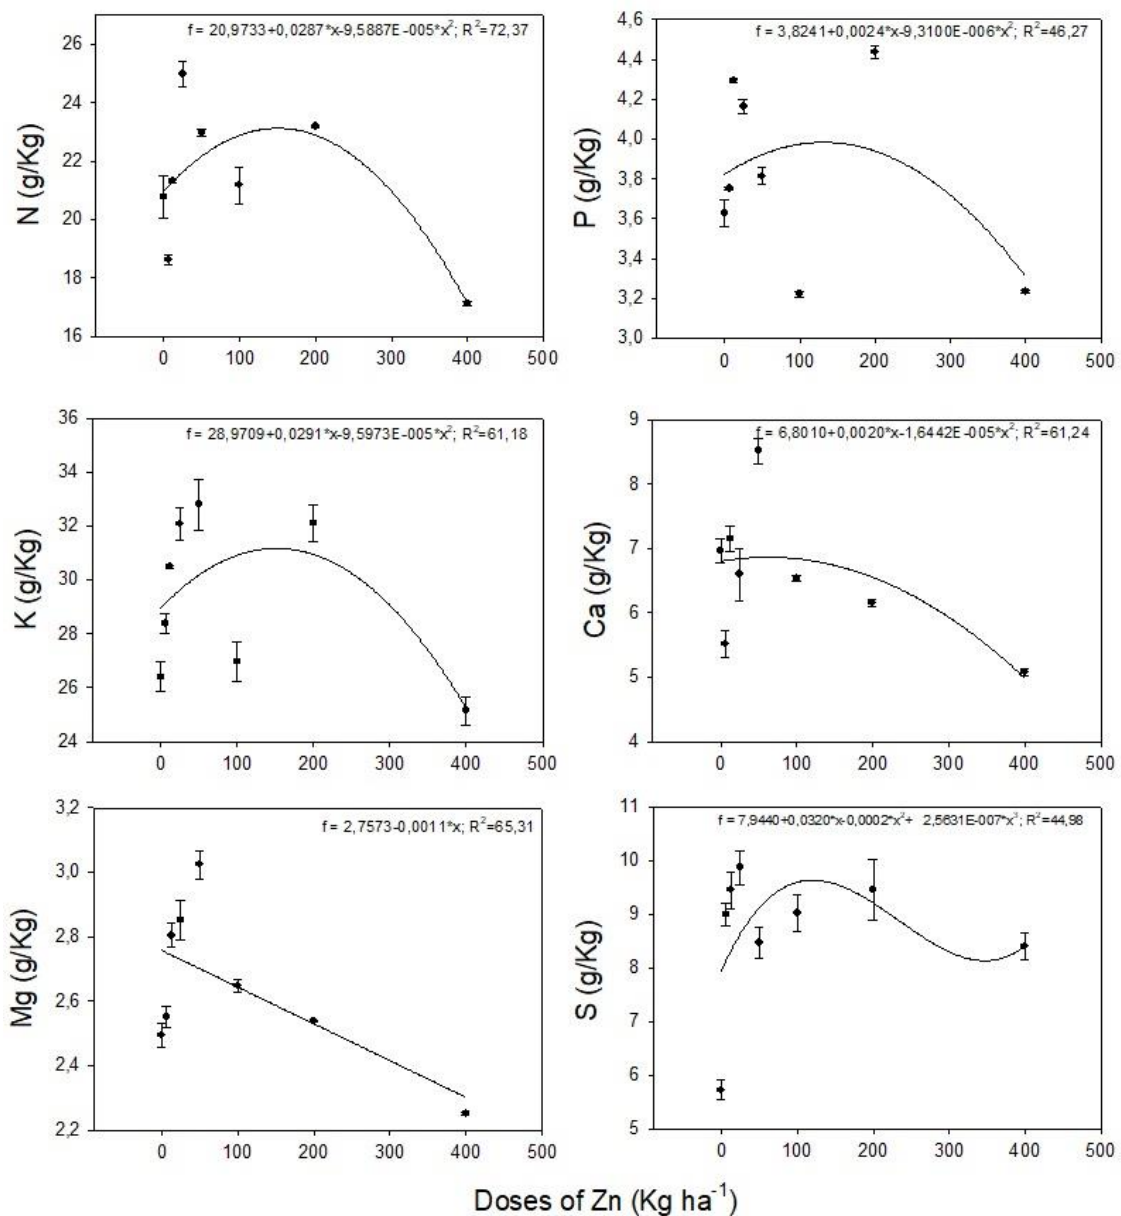 f = 20,9733+0,0287*x-9,5887E-005*x²; R²=72,37
26
24
22
20
18
16
N (g/Kg)
0 100 200 300 400 500
f = 3,8241+0,0024*x-9,3100E-006*x²; R²=46,27
4,6
4,4
4,2
4,0
3,8
3,6
3,4
3,2
3,0
P (g/Kg)
0 100 200 300 400 500
f = 28,9709+0,0291*x-9,5973E-005*x²; R²=61,18
36
34
32
30
28
26
24
K (g/Kg)
0 100 200 300 400 500
f = 6,8010+0,0020*x-1,6442E-005*x²; R²=61,24
9
8
7
6
5
4
Ca (g/Kg)
0 100 200 300 400 500
f = 2,7573-0,0011*x; R²=65,31
3,2
3,0
2,8
2,6
2,4
2,2
Mg (g/Kg)
0 100 200 300 400 500
f = 7,9440+0,0320*x-0,0002*x²+ 2,5631E-007*x³; R²=44,98
11
10
9
8
7
6
5
S (g/Kg)
0 100 200 300 400 500
Doses of Zn (Kg ha⁻¹)